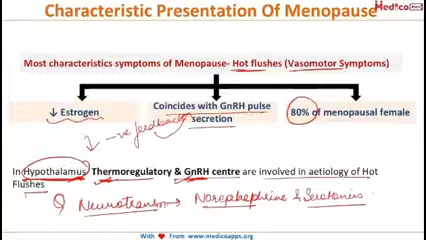 Characteristic Presentation Of Menopause
Medico Apps
Most characteristics symptoms of Menopause- Hot flushes (Vasomotor Symptoms)
↓ Estrogen
Coincides with GnRH pulse
secretion
80% of menopausal female
↓ -ve feedback
In Hypothalamus Thermoregulatory & GnRH centre are involved in aetiology of Hot
Flushes
Neurotransm → Norepheprine & Serotonin
With ❤ From www.medicoapps.org